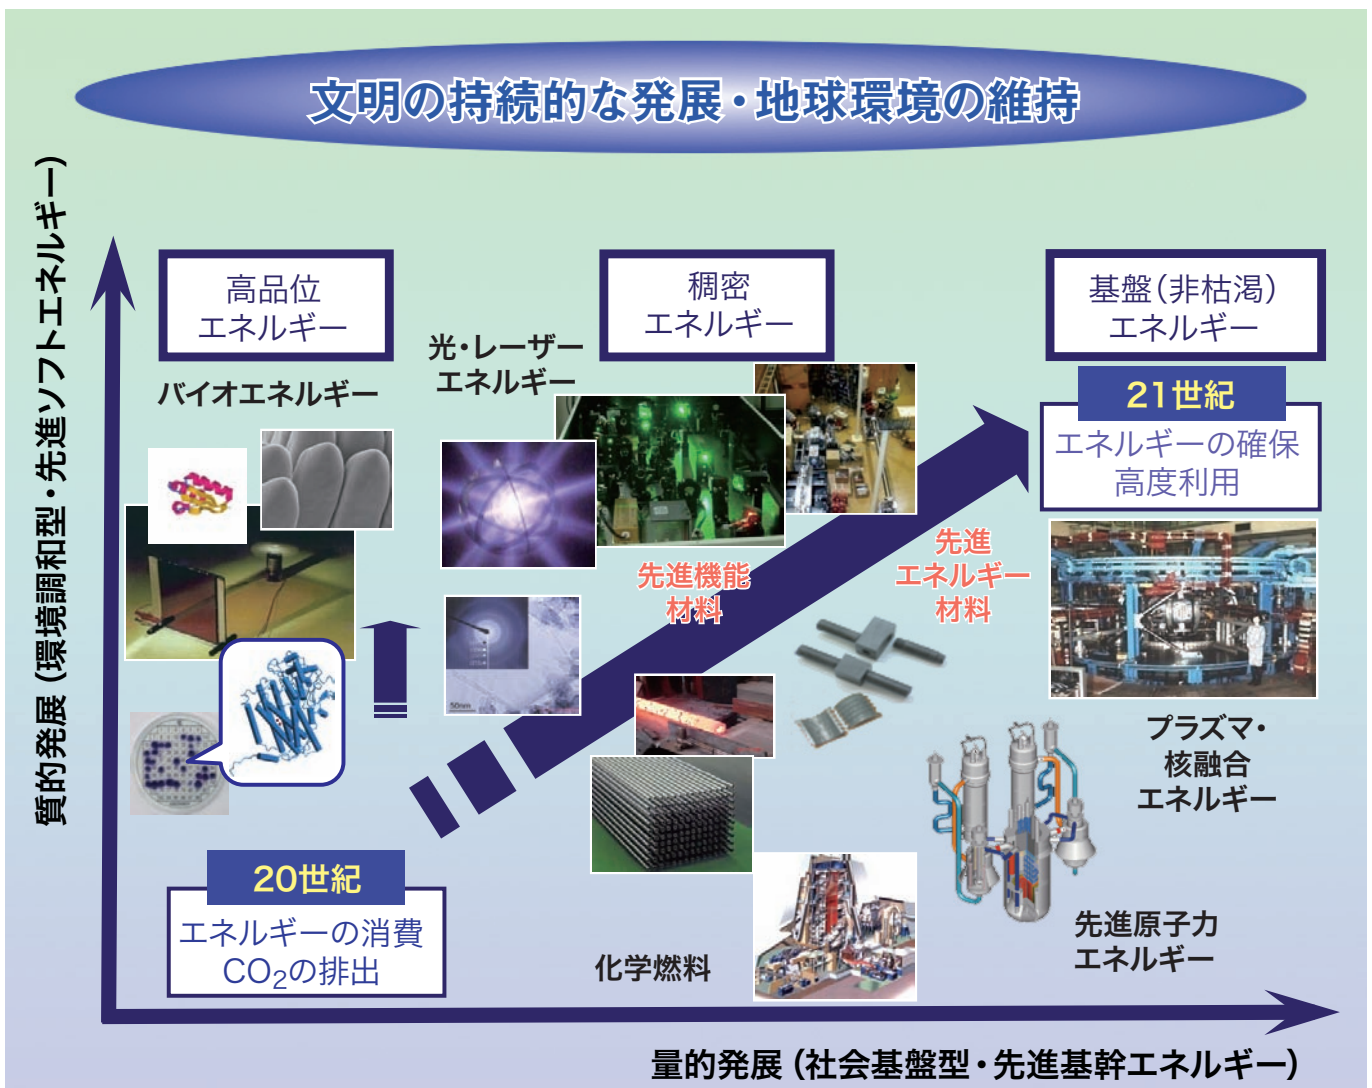 文明の持続的な発展・地球環境の維持
質的発展（環境調和型・先進ソフトエネルギー）
高品位
エネルギー
稠密
エネルギー
基盤（非枯渇）
エネルギー
バイオエネルギー
光・レーザー
エネルギー
21世紀
エネルギーの確保
高度利用
先進機能
材料
先進
エネルギー
材料
50nm
プラズマ・
核融合
エネルギー
20世紀
エネルギーの消費
CO₂の排出
化学燃料
先進原子力
エネルギー
量的発展（社会基盤型・先進基幹エネルギー）